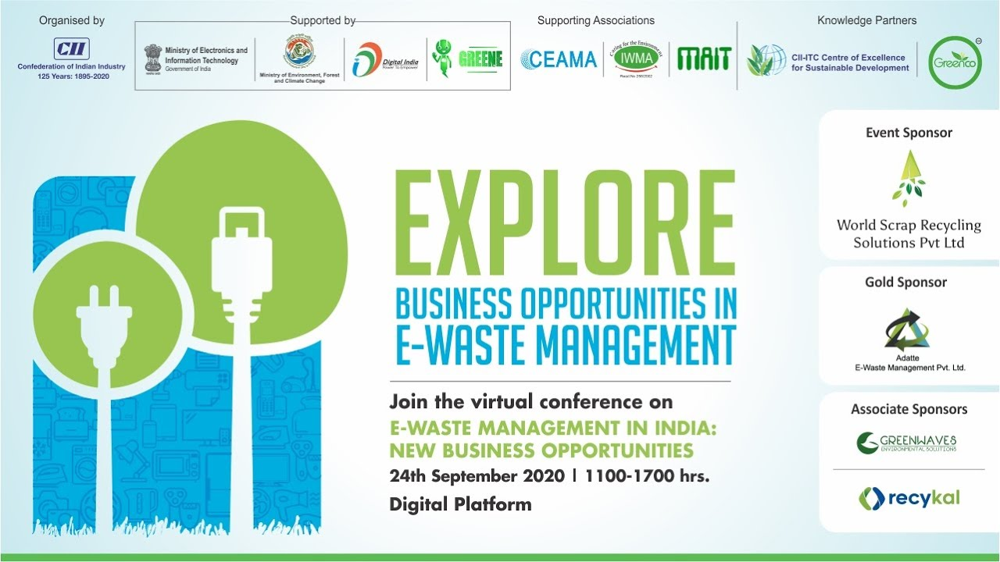 Organised by
CII
Confederation of Indian Industry
125 Years: 1895-2020
Supported by
Ministry of Electronics and
Information Technology
Government of India
Ministry of Environment, Forest
and Climate Change
Digital India
Power To Empower
GREENE
Supporting Associations
CEAMA
Caring for the Environment
IWMA
MAIT
Knowledge Partners
CII-ITC Centre of Excellence
for Sustainable Development
Greenco
EXPLORE
BUSINESS OPPORTUNITIES IN
E-WASTE MANAGEMENT
Join the virtual conference on
E-WASTE MANAGEMENT IN INDIA:
NEW BUSINESS OPPORTUNITIES
24th September 2020 | 1100-1700 hrs.
Digital Platform
Event Sponsor
World Scrap Recycling
Solutions Pvt Ltd
Gold Sponsor
Adatte
E-Waste Management Pvt. Ltd.
Associate Sponsors
GREENWAVES
ENVIRONMENTAL SOLUTIONS
recykal